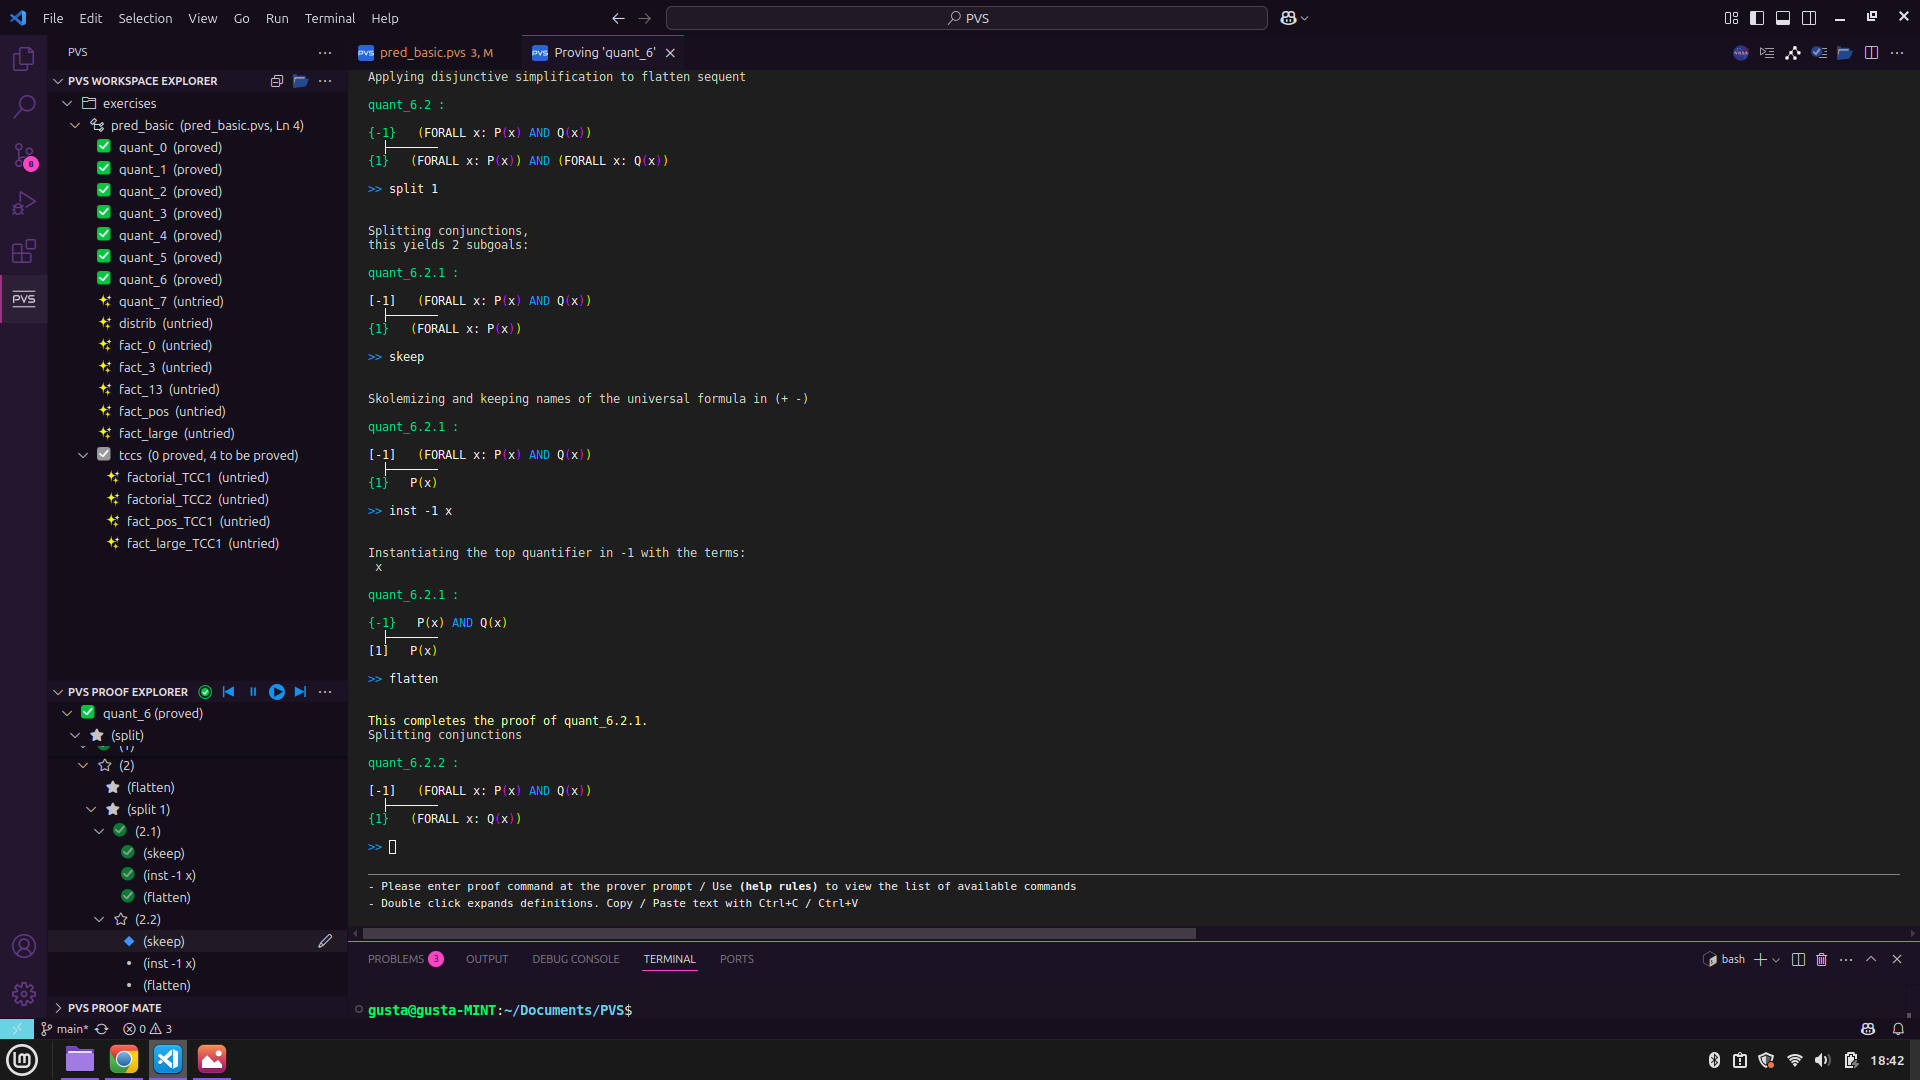 File Edit Selection View Go Run Terminal Help
PVS
PVS
pred_basic.pvs 3, M
Proving 'quant_6'
PVS WORKSPACE EXPLORER
exercises
pred_basic (pred_basic.pvs, Ln 4)
quant_0 (proved)
quant_1 (proved)
quant_2 (proved)
quant_3 (proved)
quant_4 (proved)
quant_5 (proved)
quant_6 (proved)
quant_7 (untried)
distrib (untried)
fact_0 (untried)
fact_3 (untried)
fact_13 (untried)
fact_pos (untried)
fact_large (untried)
tccs (0 proved, 4 to be proved)
factorial_TCC1 (untried)
factorial_TCC2 (untried)
fact_pos_TCC1 (untried)
fact_large_TCC1 (untried)
8
PVS
PVS PROOF EXPLORER
quant_6 (proved)
(split)
(1)
(2)
(flatten)
(split 1)
(2.1)
(skeep)
(inst -1 x)
(flatten)
(2.2)
(skeep)
(inst -1 x)
(flatten)
PVS PROOF MATE
Applying disjunctive simplification to flatten sequent
quant_6.2 :
{-1} (FORALL x: P(x) AND Q(x))
{1} (FORALL x: P(x)) AND (FORALL x: Q(x))
>> split 1
Splitting conjunctions,
this yields 2 subgoals:
quant_6.2.1 :
[-1] (FORALL x: P(x) AND Q(x))
{1} (FORALL x: P(x))
>> skeep
Skolemizing and keeping names of the universal formula in (+ -)
quant_6.2.1 :
[-1] (FORALL x: P(x) AND Q(x))
{1} P(x)
>> inst -1 x
Instantiating the top quantifier in -1 with the terms:
x
quant_6.2.1 :
{-1} P(x) AND Q(x)
[1] P(x)
>> flatten
This completes the proof of quant_6.2.1.
Splitting conjunctions
quant_6.2.2 :
[-1] (FORALL x: P(x) AND Q(x))
{1} (FORALL x: Q(x))
>>
- Please enter proof command at the prover prompt / Use (help rules) to view the list of available commands
- Double click expands definitions. Copy / Paste text with Ctrl+C / Ctrl+V
PROBLEMS 3 OUTPUT DEBUG CONSOLE TERMINAL PORTS
bash
gusta@gusta-MINT:~/Documents/PVS$
main* 0 3
18:42